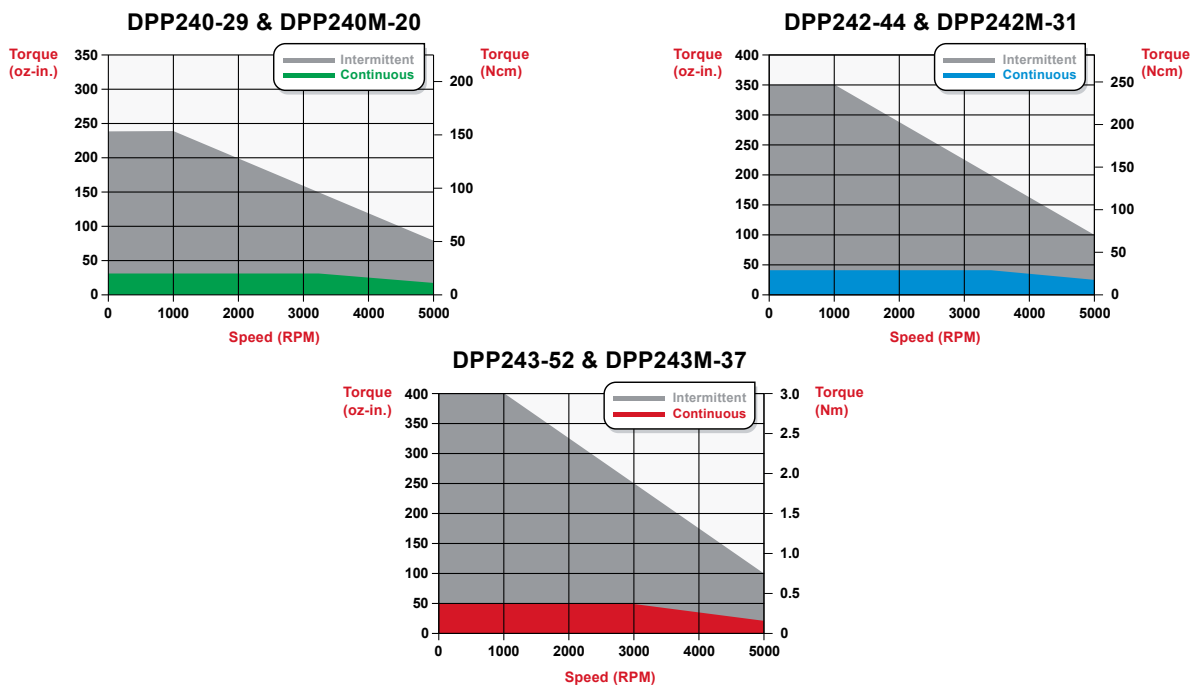 DPP240-29 & DPP240M-20
Torque
(oz-in.)
Torque
(Ncm)
Intermittent
Continuous
350
300
250
200
150
100
50
0
200
150
100
50
0
0 1000 2000 3000 4000 5000
Speed (RPM)
DPP242-44 & DPP242M-31
Torque
(oz-in.)
Torque
(Ncm)
Intermittent
Continuous
400
350
300
250
200
150
100
50
0
250
200
150
100
50
0
0 1000 2000 3000 4000 5000
Speed (RPM)
DPP243-52 & DPP243M-37
Torque
(oz-in.)
Torque
(Nm)
Intermittent
Continuous
400
350
300
250
200
150
100
50
0
3.0
2.5
2.0
1.5
1.0
0.5
0
0 1000 2000 3000 4000 5000
Speed (RPM)